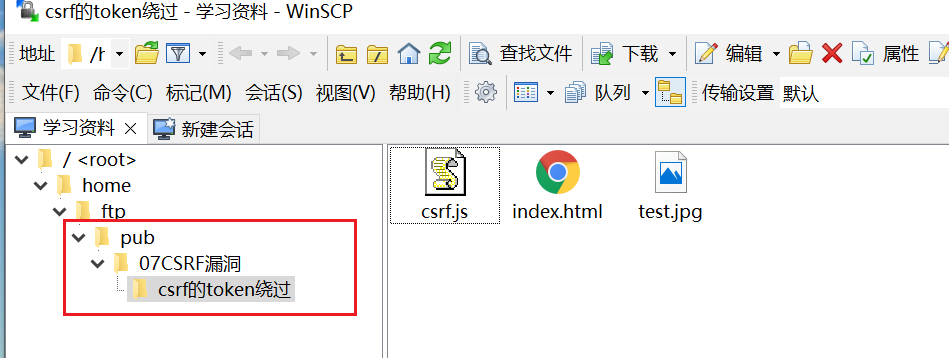 csrf的token绕过 - 学习资料 - WinSCP
地址 /h 查找文件 下载 编辑 属性
文件(F) 命令(C) 标记(M) 会话(S) 视图(V) 帮助(H) 队列 传输设置 默认
学习资料 新建会话
/ <root>
home
ftp
pub
07CSRF漏洞
csrf的token绕过
csrf.js index.html test.jpg